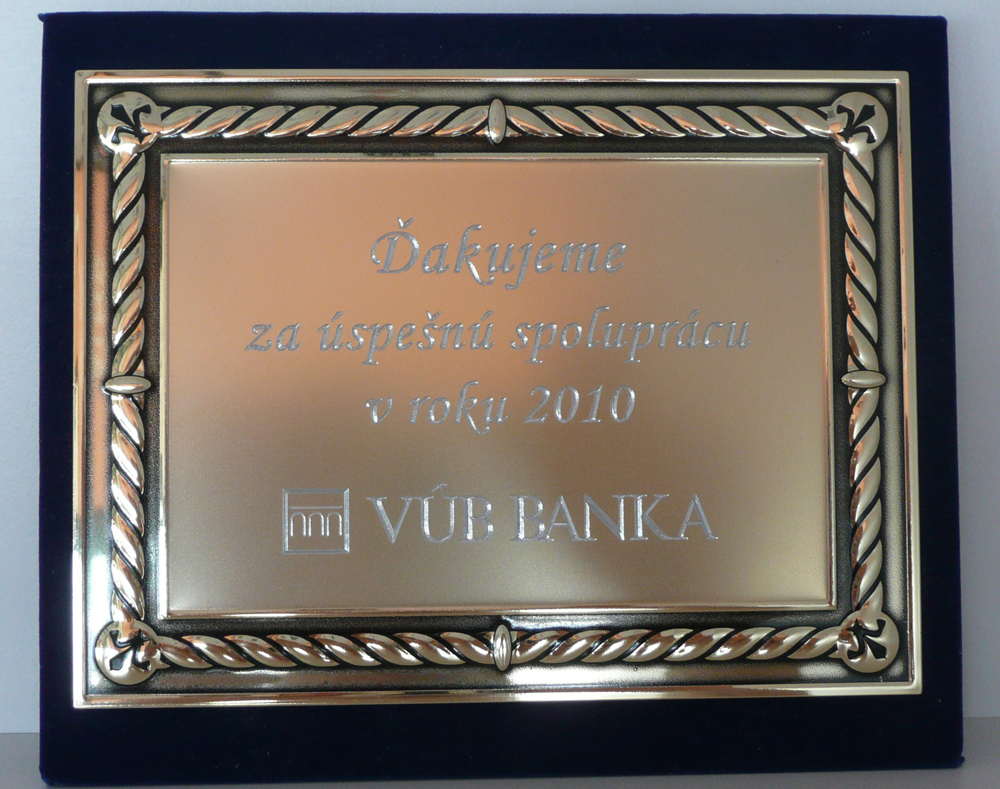 Ďakujeme
za úspešnú spoluprácu
v roku 2010
VÚB BANKA